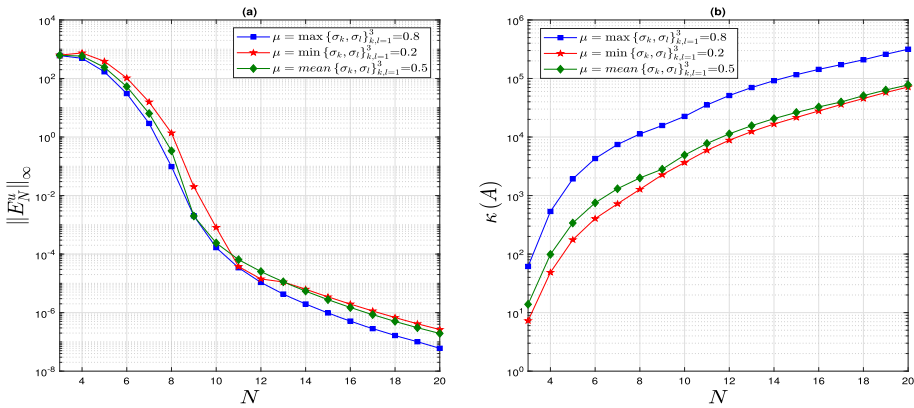 (a)
10^4
10^2
10^0
10^-2
10^-4
10^-6
10^-8
‖E_N^u‖_∞
μ = max {σ_k, σ_l}^3_{k,l=1}=0.8
μ = min {σ_k, σ_l}^3_{k,l=1}=0.2
μ = mean {σ_k, σ_l}^3_{k,l=1}=0.5
4 6 8 10 12 14 16 18 20
N
(b)
10^6
10^5
10^4
10^3
10^2
10^1
10^0
κ (A)
μ = max {σ_k, σ_l}^3_{k,l=1}=0.8
μ = min {σ_k, σ_l}^3_{k,l=1}=0.2
μ = mean {σ_k, σ_l}^3_{k,l=1}=0.5
4 6 8 10 12 14 16 18 20
N